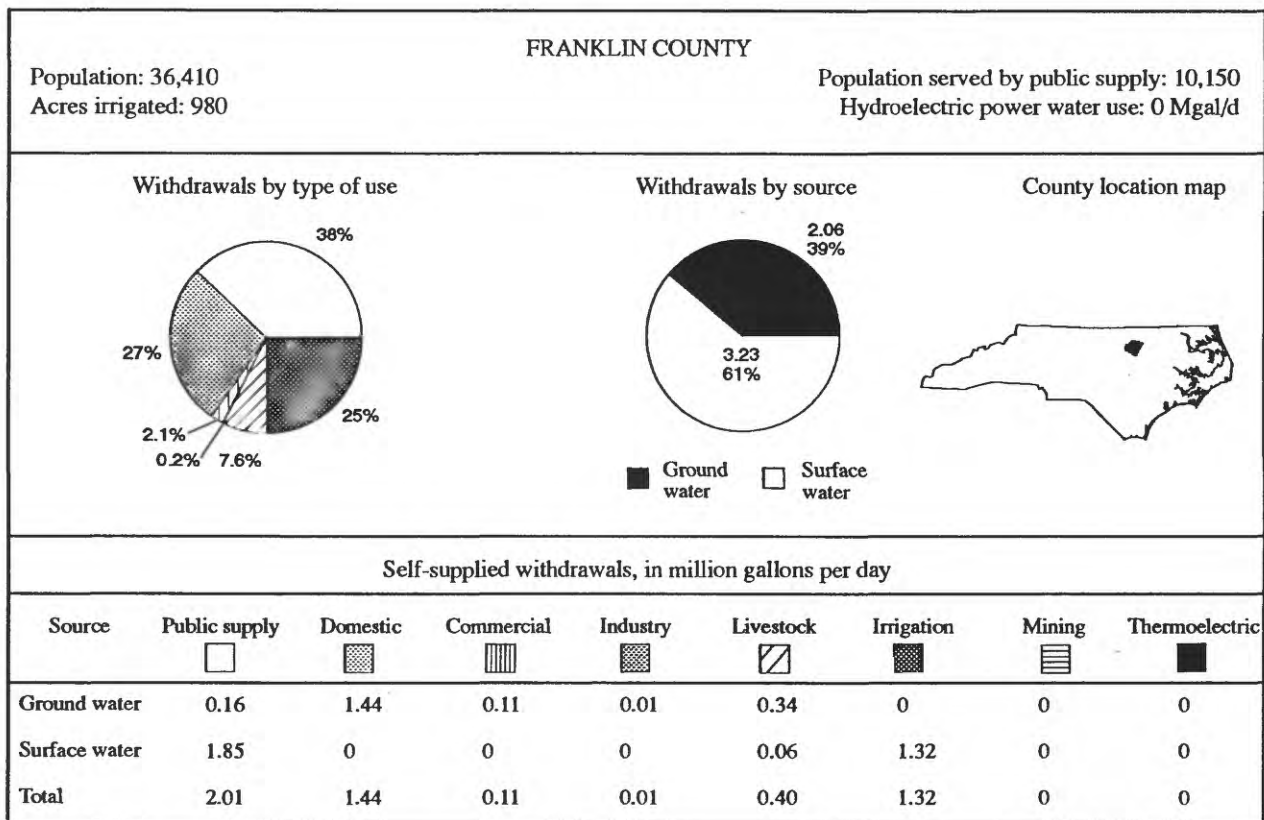 FRANKLIN COUNTY
Population: 36,410
Acres irrigated: 980
Population served by public supply: 10,150
Hydroelectric power water use: 0 Mgal/d
Withdrawals by type of use
38%
27%
25%
2.1%
0.2%
7.6%
Withdrawals by source
2.06
39%
3.23
61%
Ground water
Surface water
County location map
Self-supplied withdrawals, in million gallons per day
Source Public supply Domestic Commercial Industry Livestock Irrigation Mining Thermoelectric
Ground water 0.16 1.44 0.11 0.01 0.34 0 0 0
Surface water 1.85 0 0 0 0.06 1.32 0 0
Total 2.01 1.44 0.11 0.01 0.40 1.32 0 0